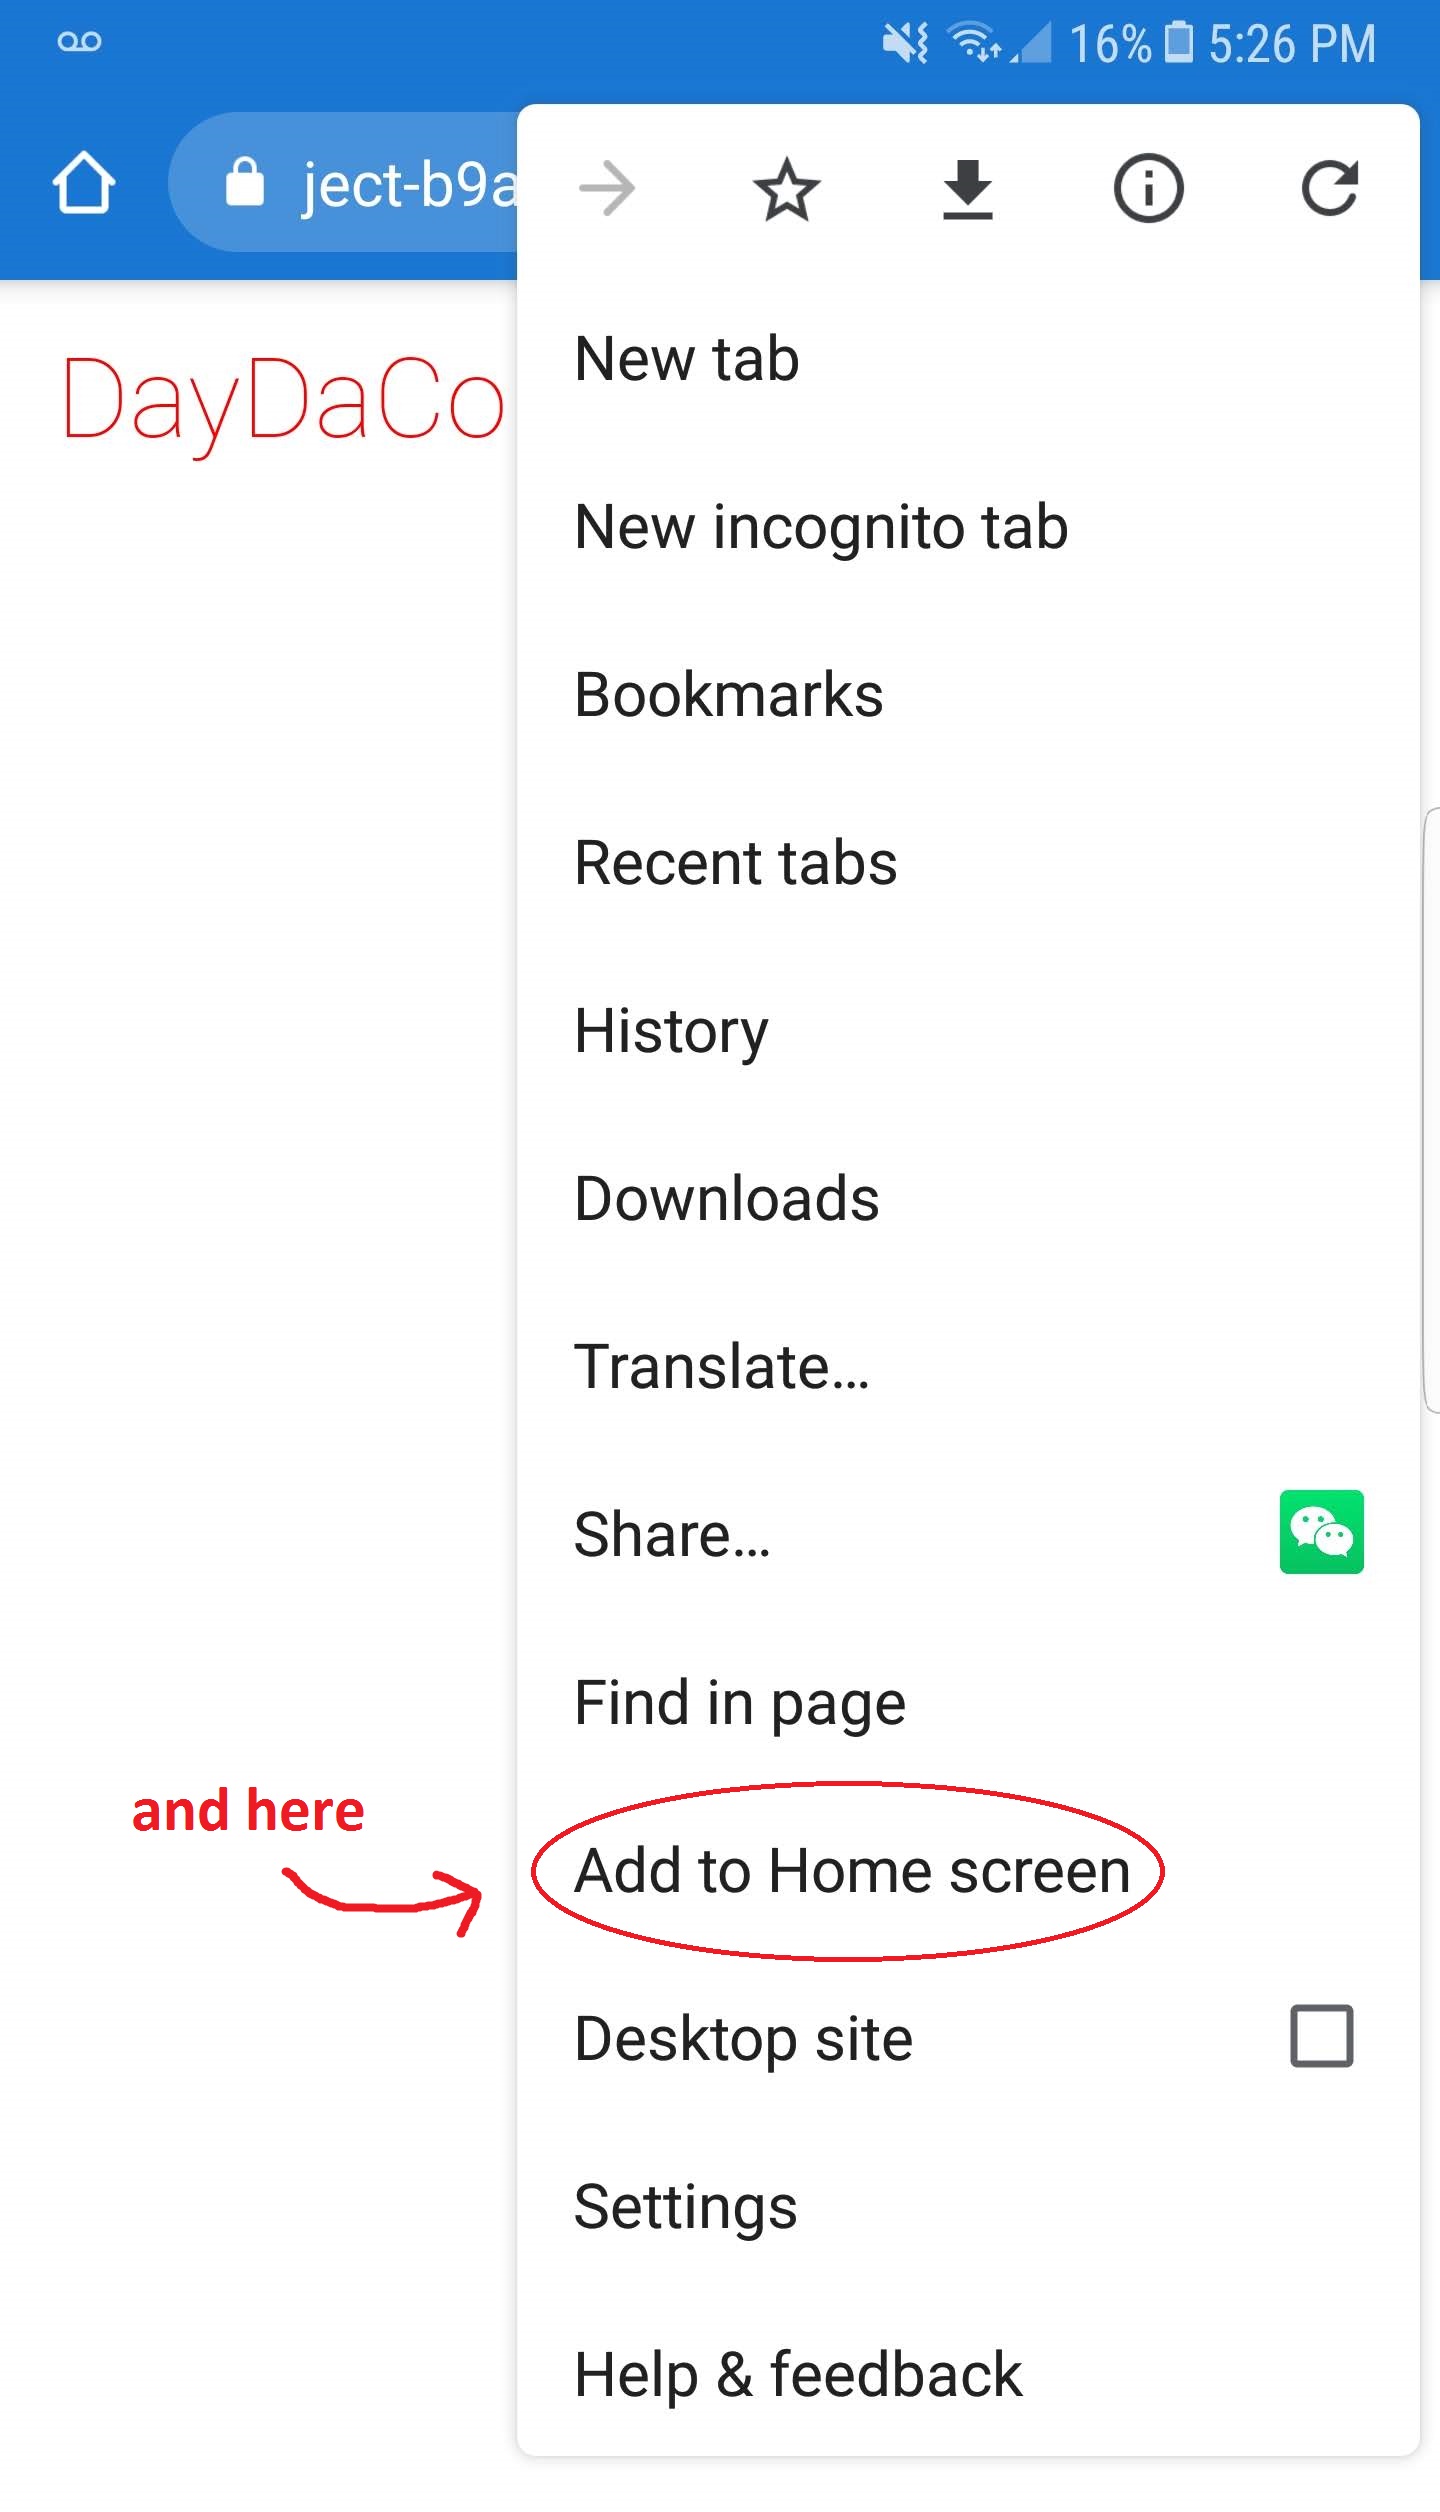 16% 5:26 PM
ject-b9a
DayDaCo
New tab
New incognito tab
Bookmarks
Recent tabs
History
Downloads
Translate...
Share...
Find in page
and here
Add to Home screen
Desktop site
Settings
Help & feedback